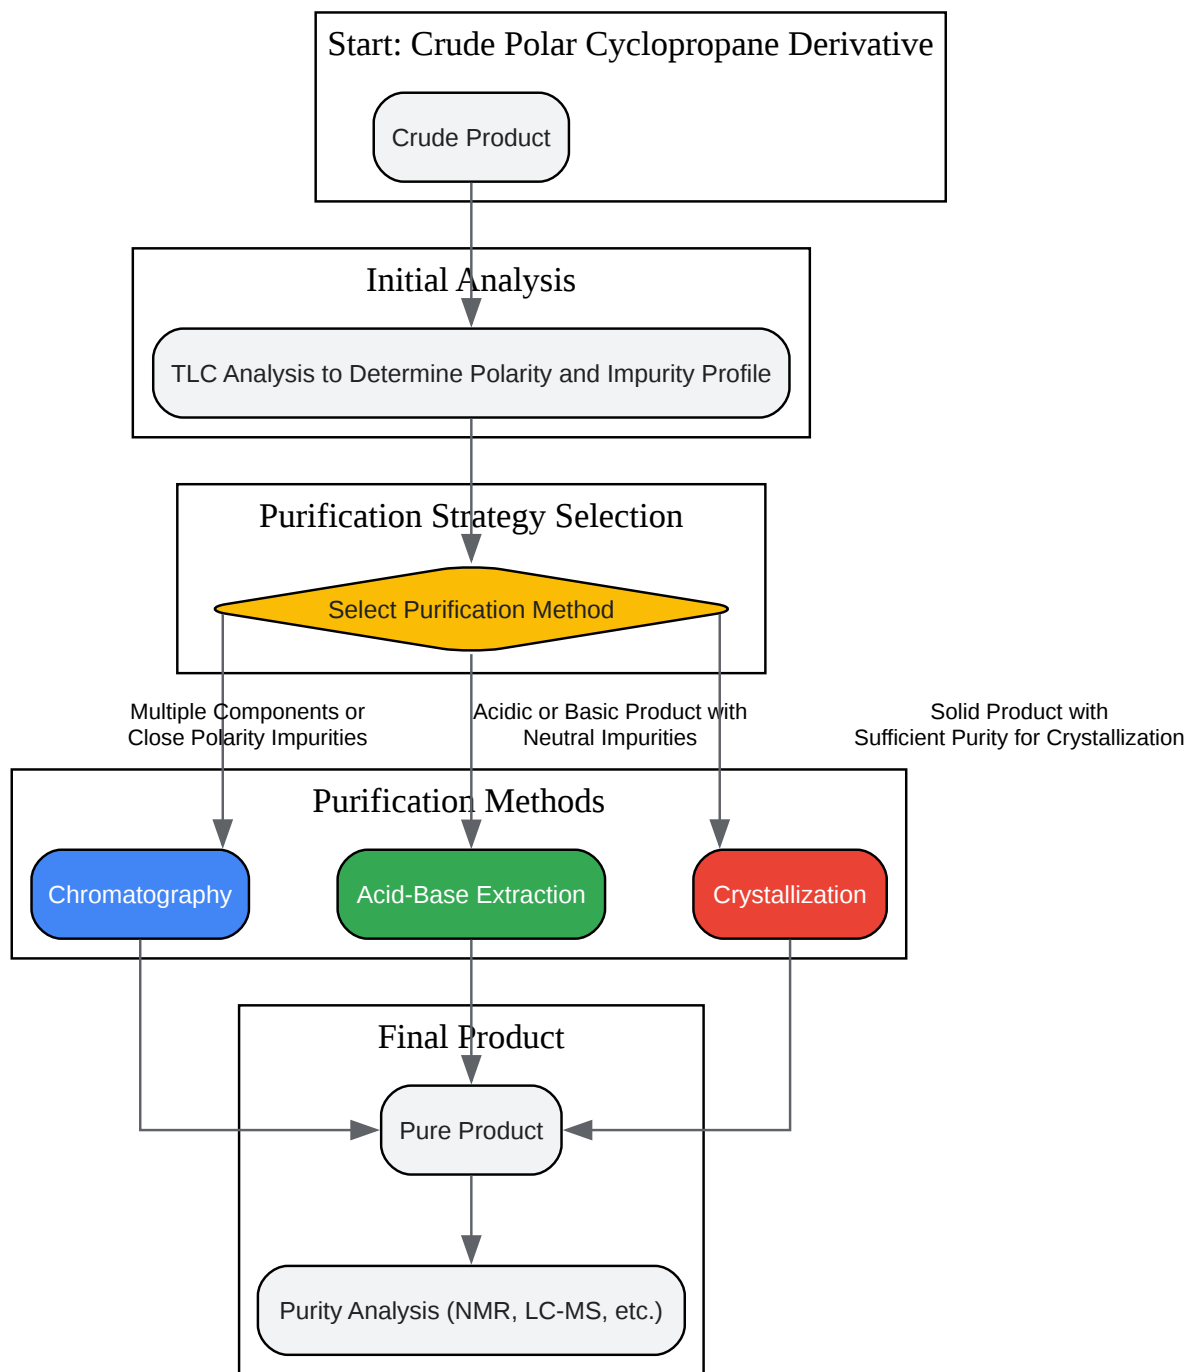 Start: Crude Polar Cyclopropane Derivative
Crude Product
Initial Analysis
TLC Analysis to Determine Polarity and Impurity Profile
Purification Strategy Selection
Select Purification Method
Multiple Components or
Close Polarity Impurities
Acidic or Basic Product with
Neutral Impurities
Solid Product with
Sufficient Purity for Crystallization
Purification Methods
Chromatography
Acid-Base Extraction
Crystallization
Final Product
Pure Product
Purity Analysis (NMR, LC-MS, etc.)